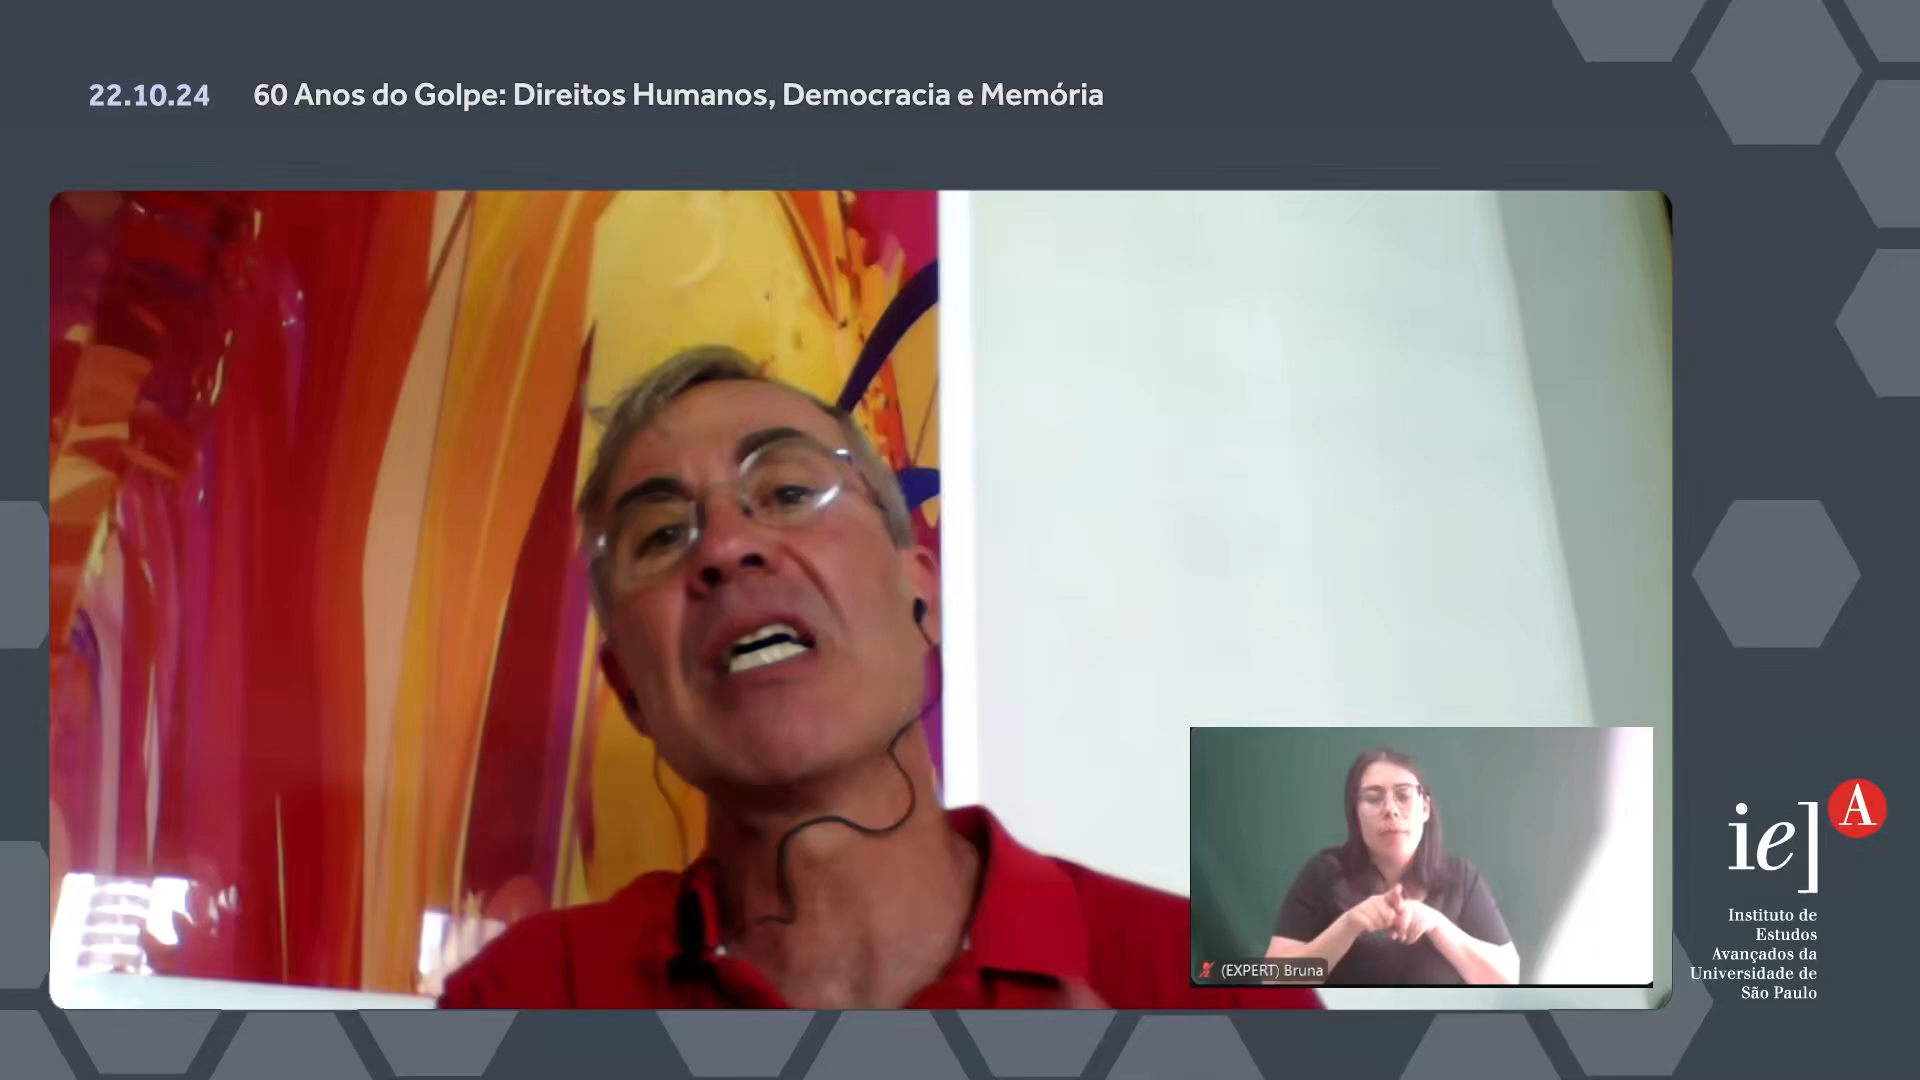 22.10.24 60 Anos do Golpe: Direitos Humanos, Democracia e Memória
(EXPERT) Bruna
ie] A
Instituto de
Estudos
Avançados da
Universidade de
São Paulo